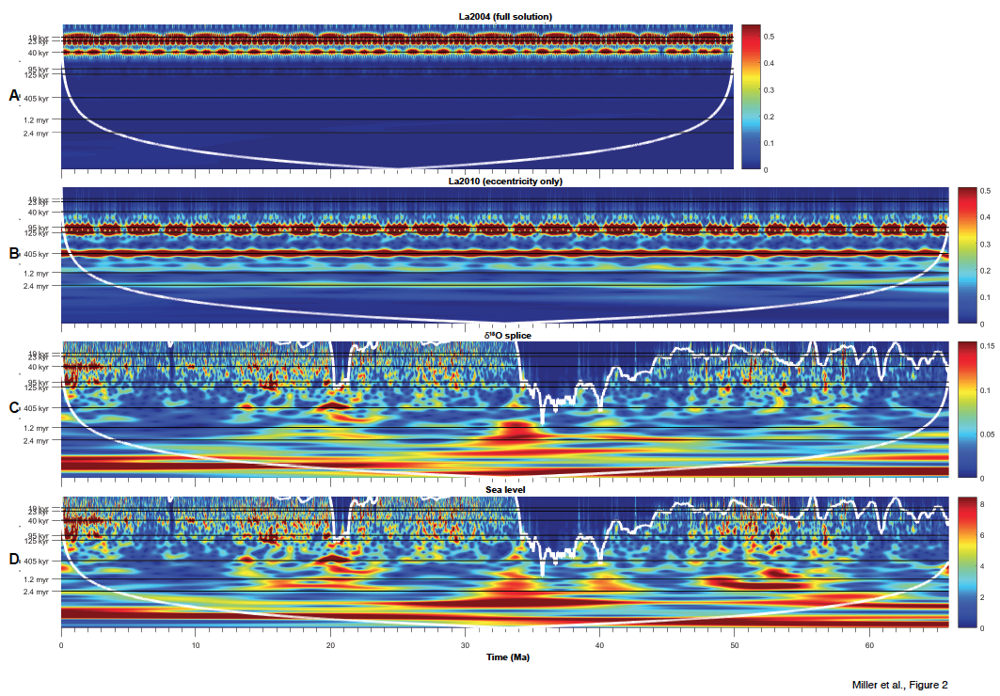 La2004 (full solution)
A
19 kyr
23 kyr
40 kyr
95 kyr
125 kyr
405 kyr
1.2 myr
2.4 myr
0.5
0.4
0.3
0.2
0.1
0
La2010 (eccentricity only)
B
19 kyr
23 kyr
40 kyr
95 kyr
125 kyr
405 kyr
1.2 myr
2.4 myr
0.5
0.4
0.3
0.2
0.1
0
δ¹⁸O splice
C
19 kyr
23 kyr
40 kyr
95 kyr
125 kyr
405 kyr
1.2 myr
2.4 myr
0.15
0.1
0.05
0
Sea level
D
19 kyr
23 kyr
40 kyr
95 kyr
125 kyr
405 kyr
1.2 myr
2.4 myr
8
6
4
2
0
0 10 20 30 40 50 60
Time (Ma)
Miller et al., Figure 2